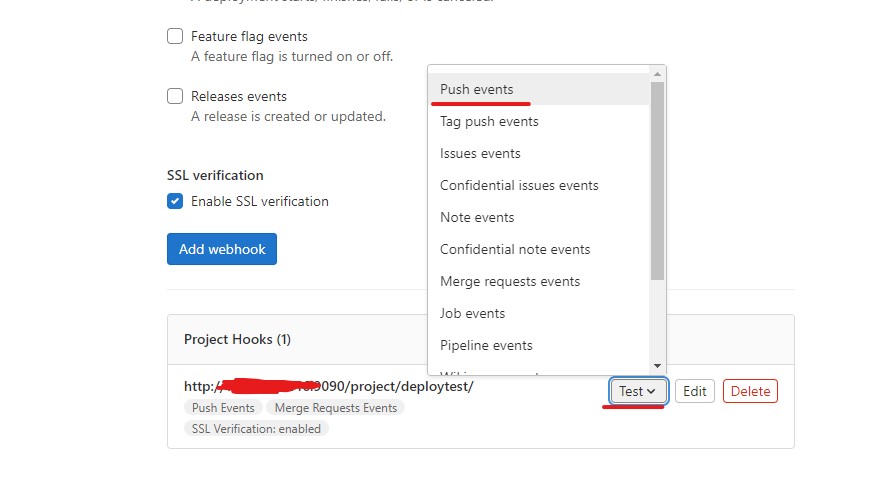 Feature flag events
A feature flag is turned on or off.
Releases events
A release is created or updated.
SSL verification
Enable SSL verification
Add webhook
Push events
Tag push events
Issues events
Confidential issues events
Note events
Confidential note events
Merge requests events
Job events
Pipeline events
Project Hooks (1)
http:/ 9090/project/deploytest/
Test
Edit
Delete
Push Events
Merge Requests Events
SSL Verification: enabled